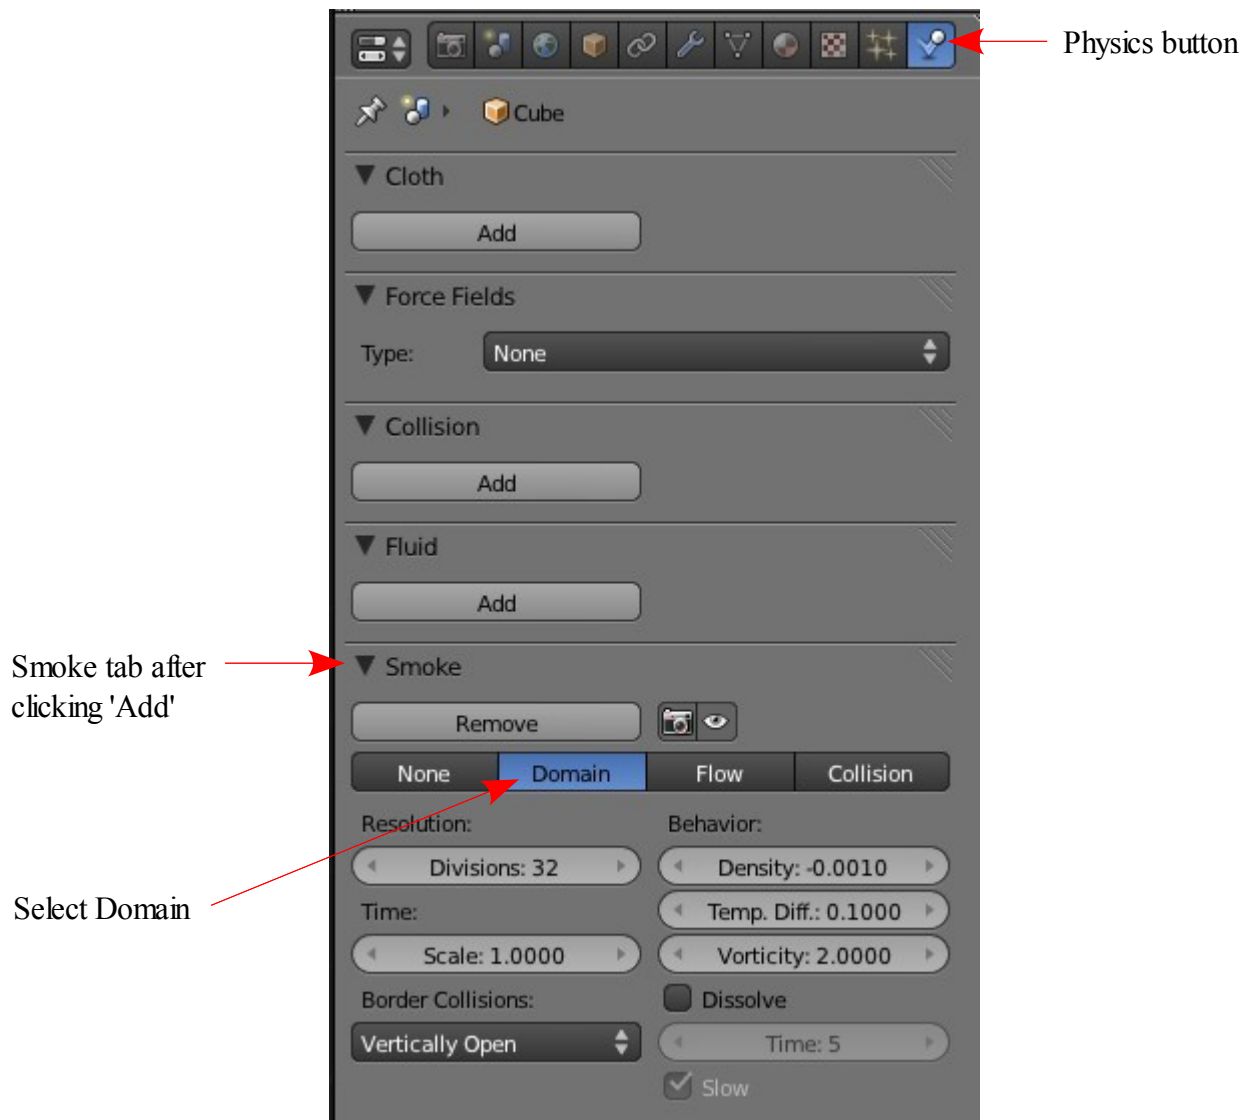 Physics button
Cube
Cloth
Add
Force Fields
Type: None
Collision
Add
Fluid
Add
Smoke tab after
clicking 'Add'
Smoke
Remove
None Domain Flow Collision
Resolution: Behavior:
Divisions: 32 Density: -0.0010
Select Domain
Time: Temp. Diff.: 0.1000
Scale: 1.0000 Vorticity: 2.0000
Border Collisions: Dissolve
Vertically Open Time: 5
Slow